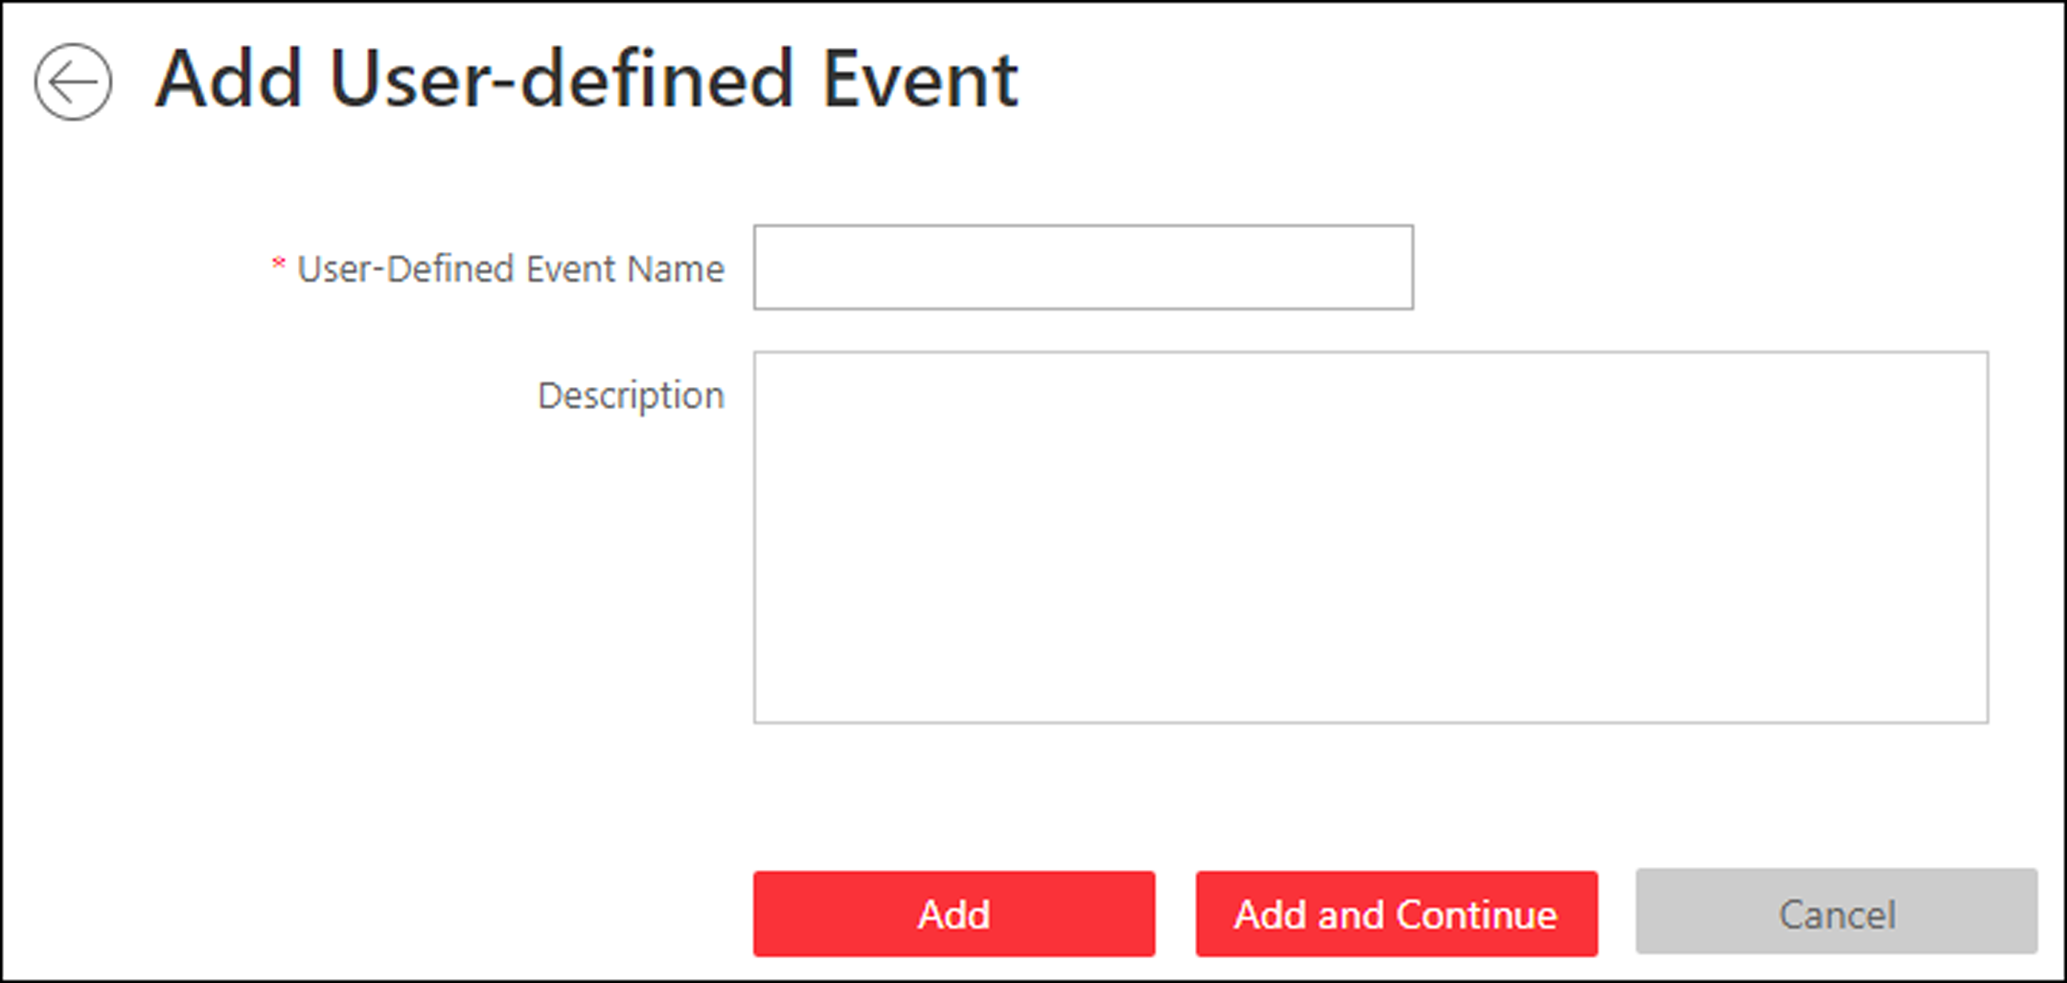 Add User-defined Event
* User-Defined Event Name
Description
Add
Add and Continue
Cancel